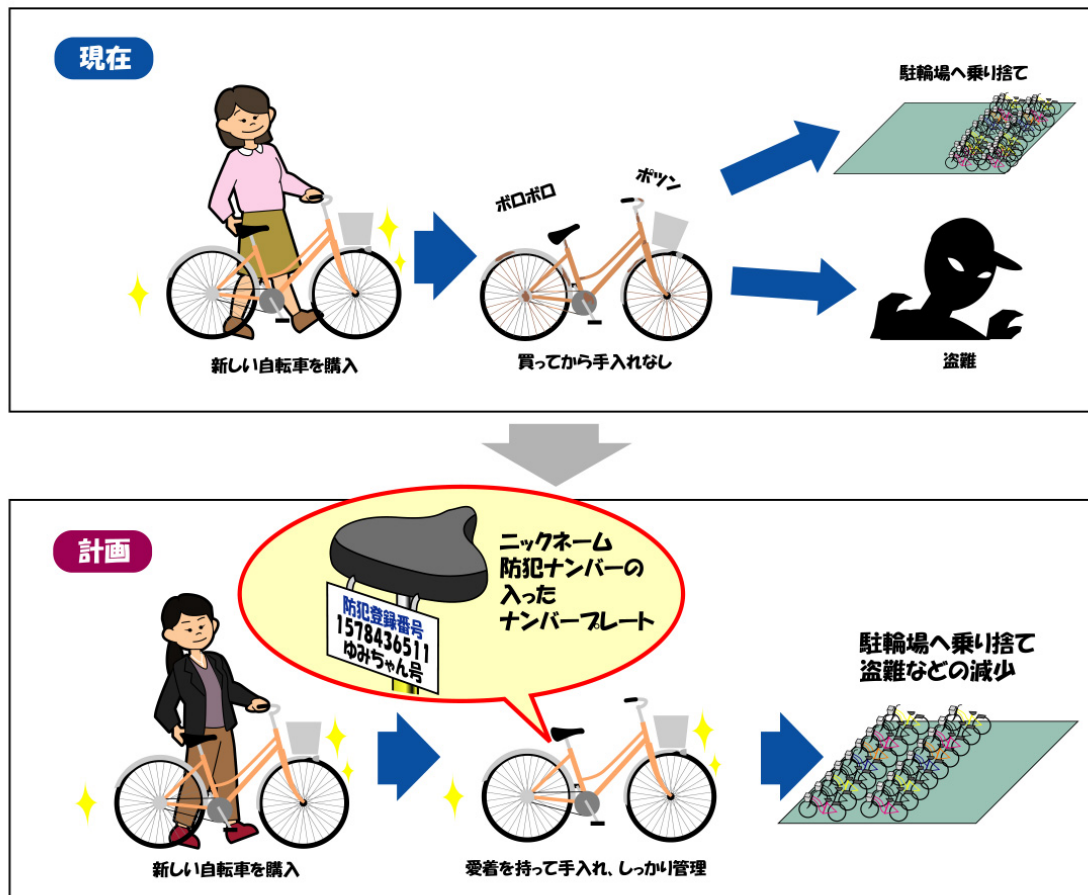 現在
駐輪場へ乗り捨て
ボロボロ
ポツン
新しい自転車を購入
買ってから手入れなし
盗難
計画
ニックネーム
防犯ナンバーの
入った
ナンバープレート
防犯登録番号
1578436511
ゆみちゃん号
駐輪場へ乗り捨て
盗難などの減少
新しい自転車を購入
愛着を持って手入れ、しっかり管理